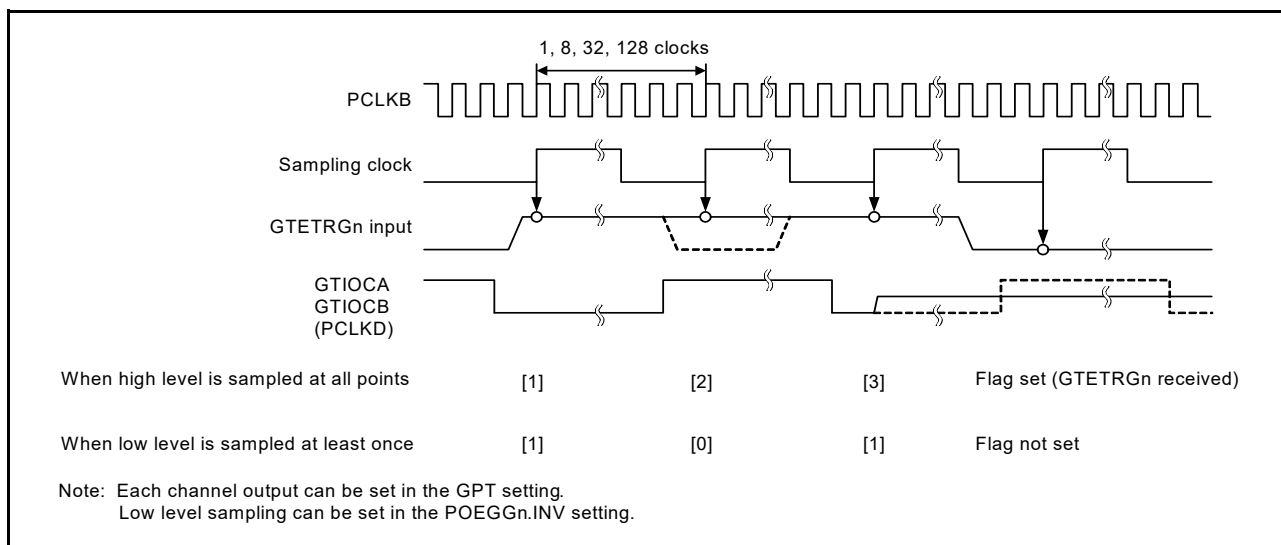 1, 8, 32, 128 clocks
PCLKB
Sampling clock
GTETRGn input
GTIOCA
GTIOCB
(PCLKD)
When high level is sampled at all points [1] [2] [3] Flag set (GTETRGn received)
When low level is sampled at least once [1] [0] [1] Flag not set
Note: Each channel output can be set in the GPT setting.
Low level sampling can be set in the POEGGn.INV setting.